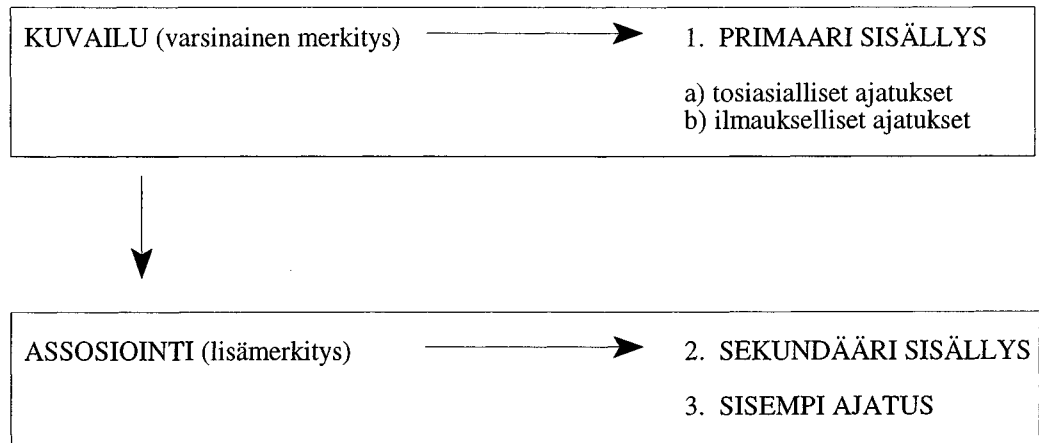 KUVAILU (varsinainen merkitys) 1. PRIMAARI SISÄLLYS
a) tosiasialliset ajatukset
b) ilmaukselliset ajatukset
ASSOSIOINTI (lisämerkitys) 2. SEKUNDÄÄRI SISÄLLYS
3. SISEMPI AJATUS